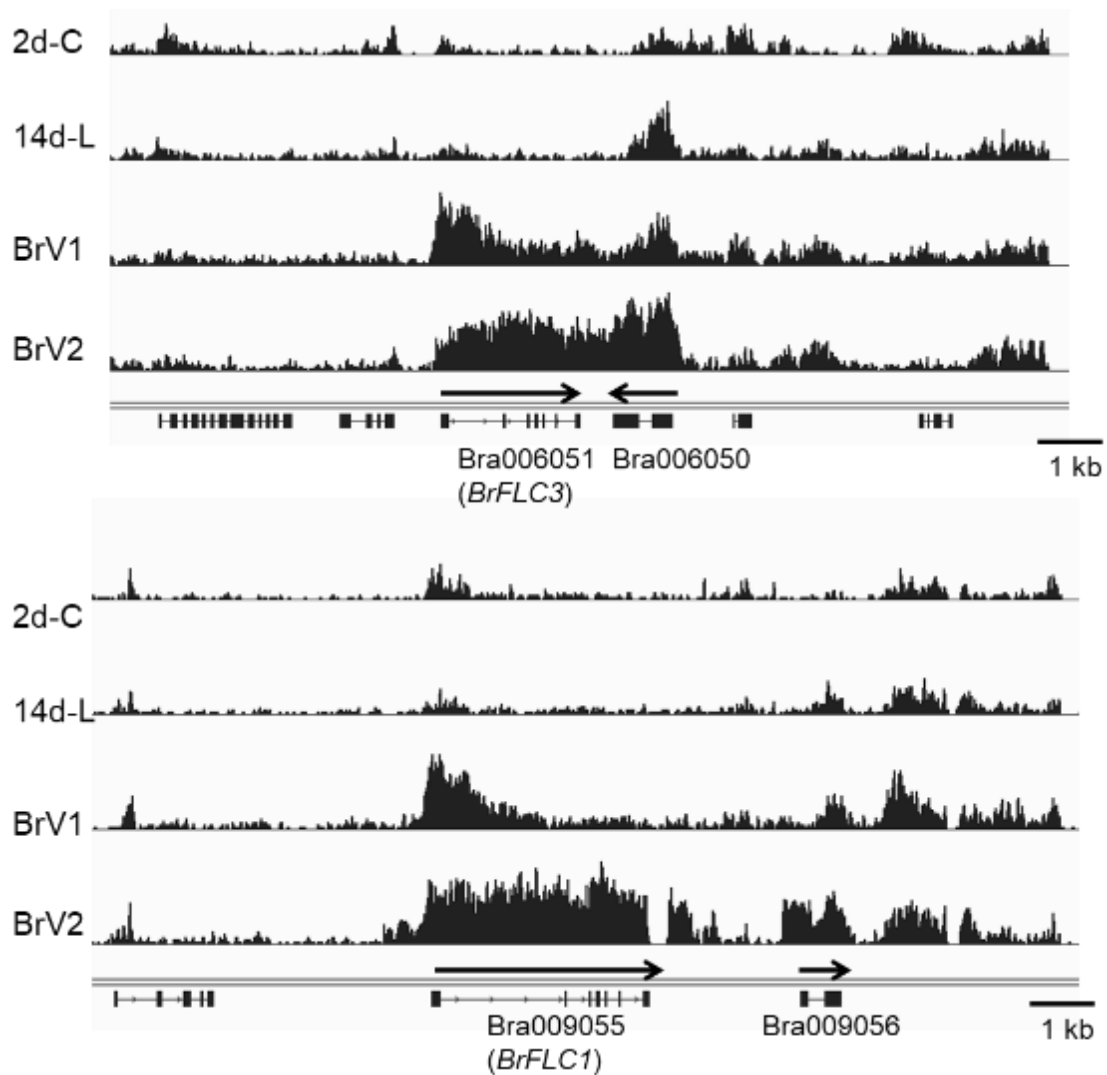 2d-C
14d-L
BrV1
BrV2
Bra006051 Bra006050
(BrFLC3)
1 kb
2d-C
14d-L
BrV1
BrV2
Bra009055 Bra009056
(BrFLC1)
1 kb